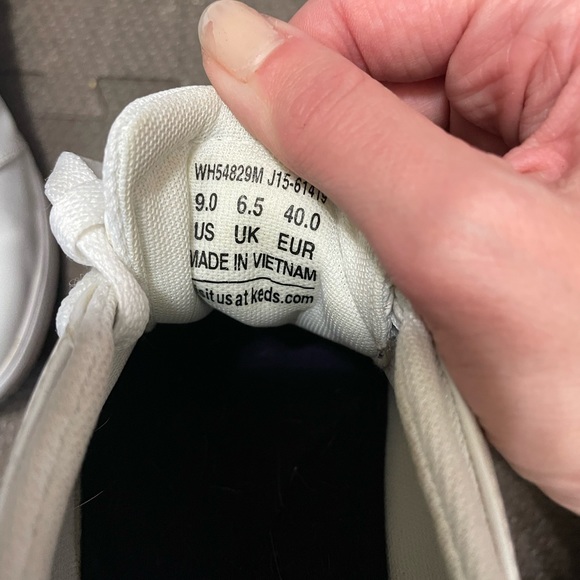 WH54829M J15-61419
9.0 6.5 40.0
US UK EUR
MADE IN VIETNAM
us at keds.com